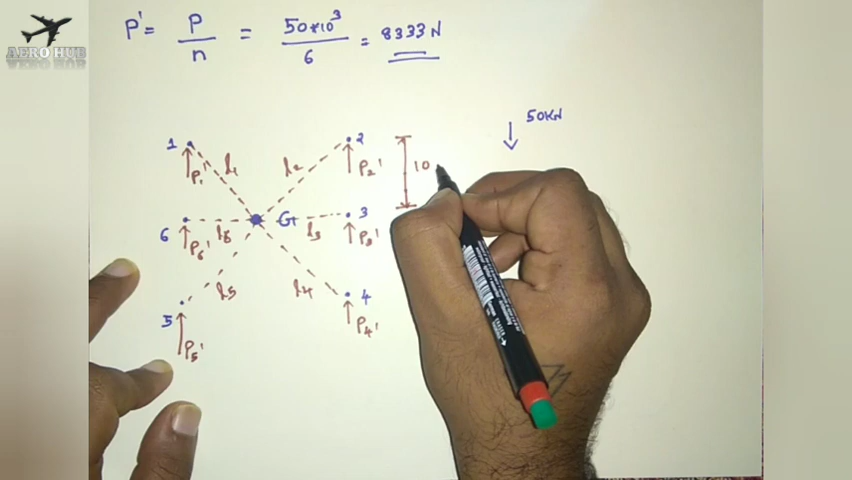 AERO HUB
P' = P / n = 50*10³ / 6 = 8333 N
50KN
1 l₁ l₂ 2
P₁' P₂' 10
6 l₆ G l₃ 3
P₆' P₃'
5 l₅ l₄ 4
P₅' P₄'